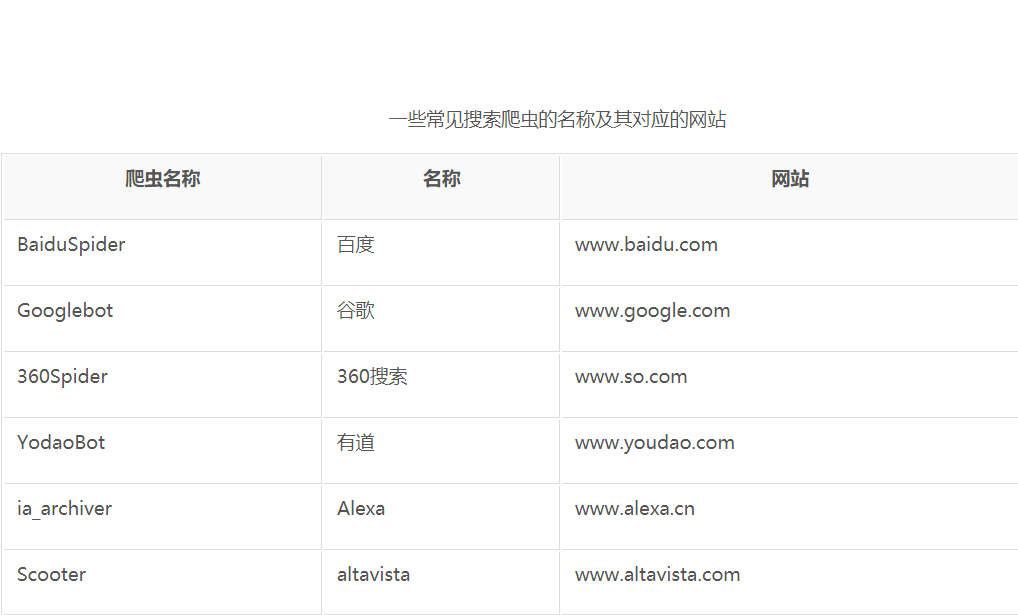 一些常见搜索爬虫的名称及其对应的网站
爬虫名称 名称 网站
BaiduSpider 百度 www.baidu.com
Googlebot 谷歌 www.google.com
360Spider 360搜索 www.so.com
YodaoBot 有道 www.youdao.com
ia_archiver Alexa www.alexa.cn
Scooter altavista www.altavista.com